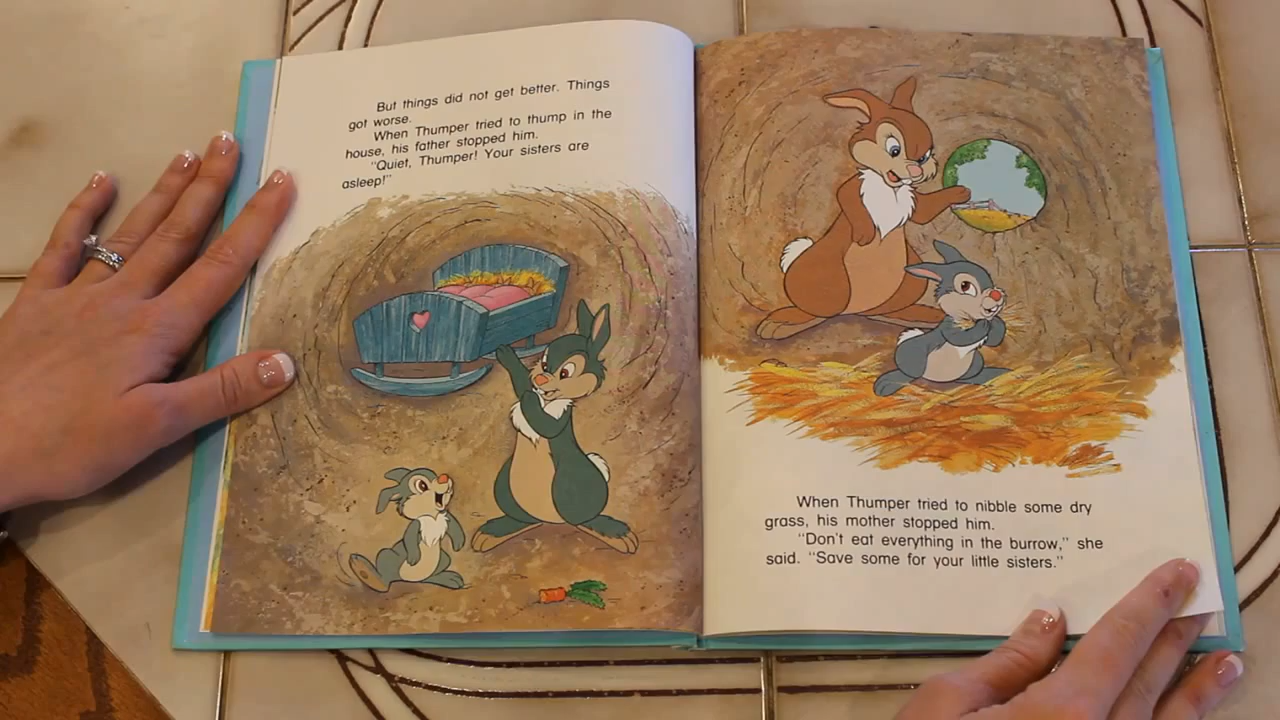 But things did not get better. Things
got worse.
When Thumper tried to thump in the
house, his father stopped him.
"Quiet, Thumper! Your sisters are
asleep!"
When Thumper tried to nibble some dry
grass, his mother stopped him.
"Don't eat everything in the burrow," she
said. "Save some for your little sisters."